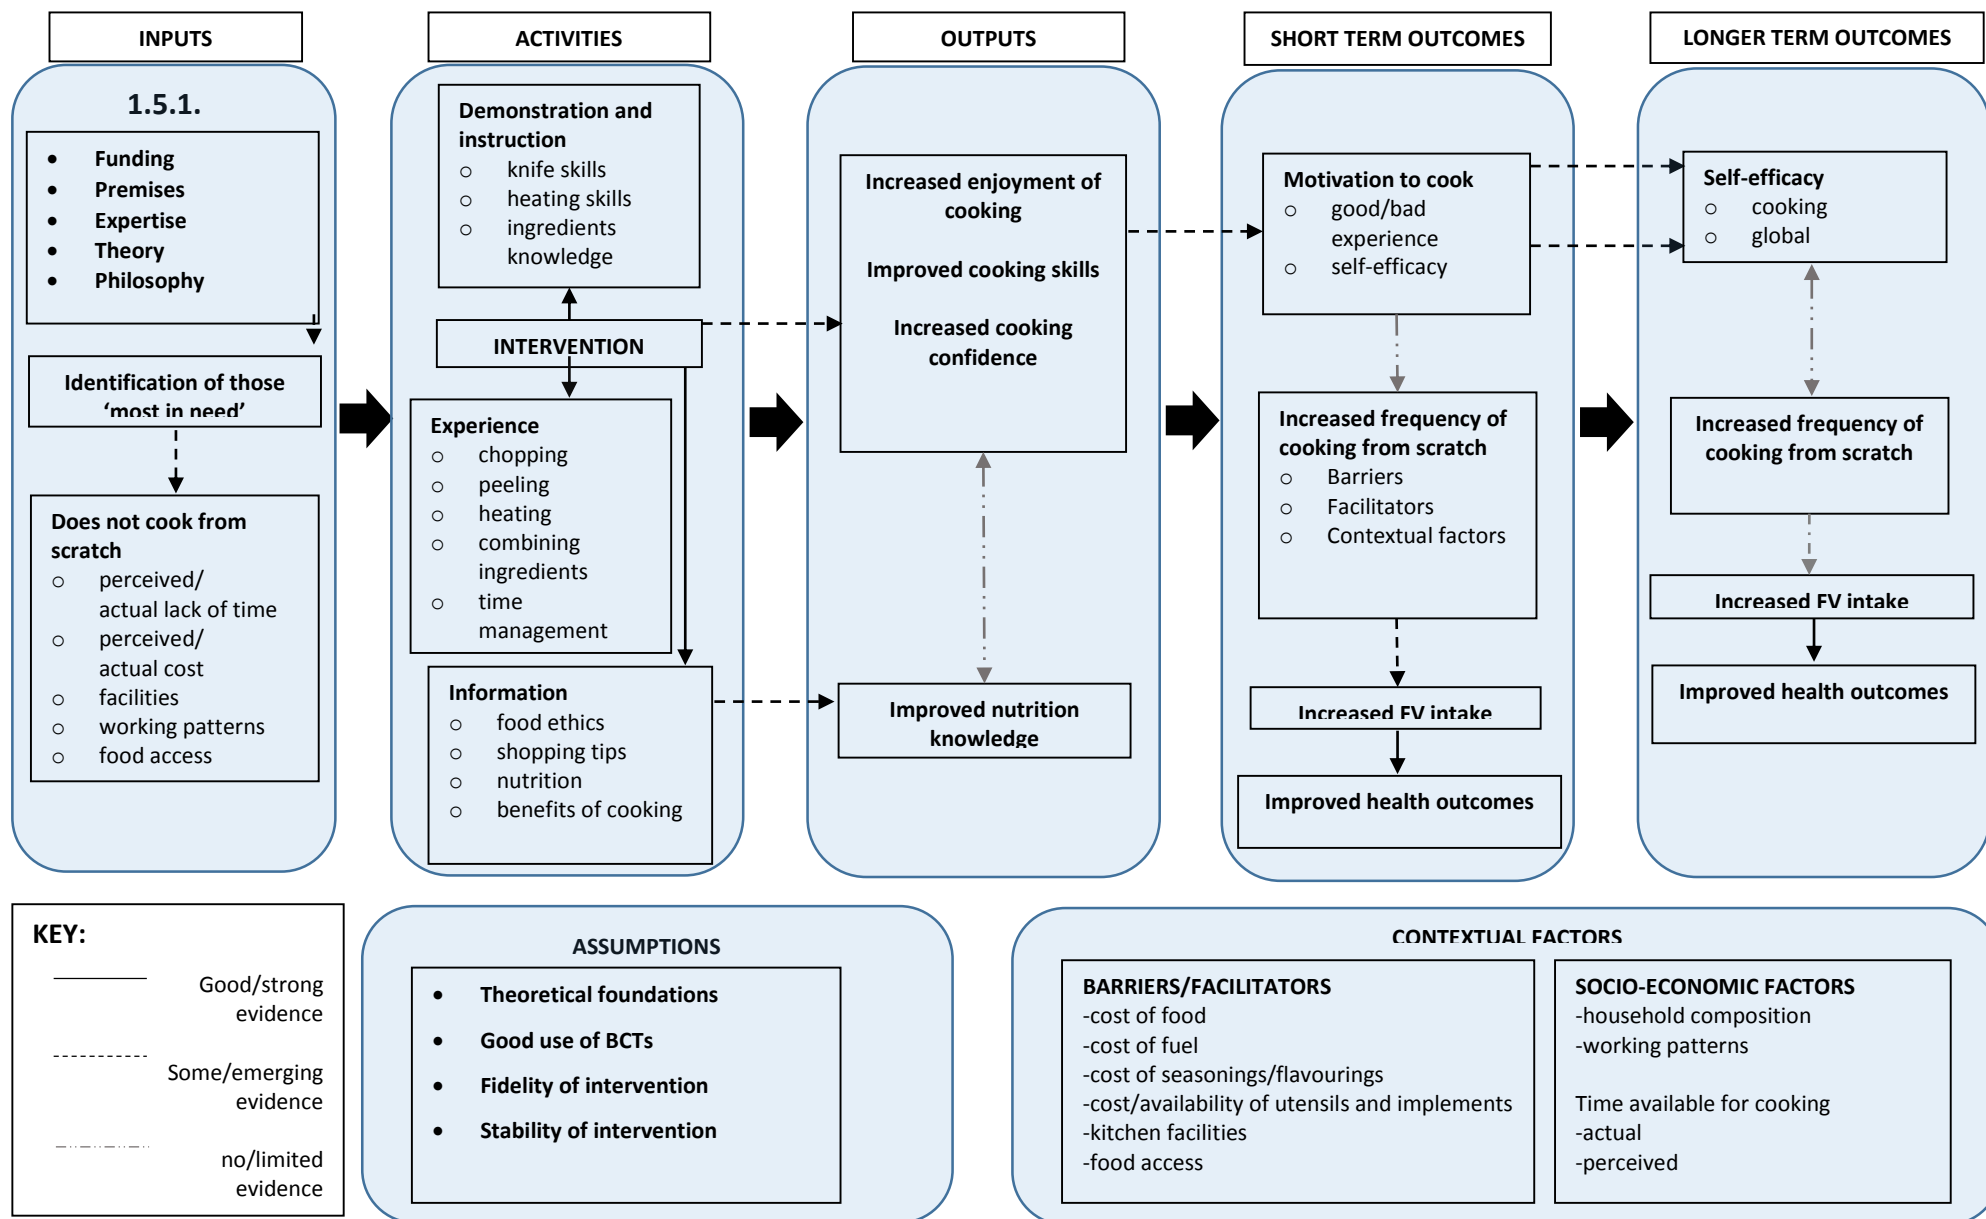 INPUTS
ACTIVITIES
OUTPUTS
SHORT TERM OUTCOMES
LONGER TERM OUTCOMES
1.5.1.
• Funding
• Premises
• Expertise
• Theory
• Philosophy
Identification of those
‘most in need’
Does not cook from
scratch
o perceived/
actual lack of time
o perceived/
actual cost
o facilities
o working patterns
o food access
Demonstration and
instruction
o knife skills
o heating skills
o ingredients
knowledge
INTERVENTION
Experience
o chopping
o peeling
o heating
o combining
ingredients
o time
management
Information
o food ethics
o shopping tips
o nutrition
o benefits of cooking
Increased enjoyment of
cooking
Improved cooking skills
Increased cooking
confidence
Improved nutrition
knowledge
Motivation to cook
o good/bad
experience
o self-efficacy
Increased frequency of
cooking from scratch
o Barriers
o Facilitators
o Contextual factors
Increased FV intake
Improved health outcomes
Self-efficacy
o cooking
o global
Increased frequency of
cooking from scratch
Increased FV intake
Improved health outcomes
KEY:
Good/strong
evidence
Some/emerging
evidence
no/limited
evidence
ASSUMPTIONS
• Theoretical foundations
• Good use of BCTs
• Fidelity of intervention
• Stability of intervention
CONTEXTUAL FACTORS
BARRIERS/FACILITATORS
-cost of food
-cost of fuel
-cost of seasonings/flavourings
-cost/availability of utensils and implements
-kitchen facilities
-food access
SOCIO-ECONOMIC FACTORS
-household composition
-working patterns
Time available for cooking
-actual
-perceived